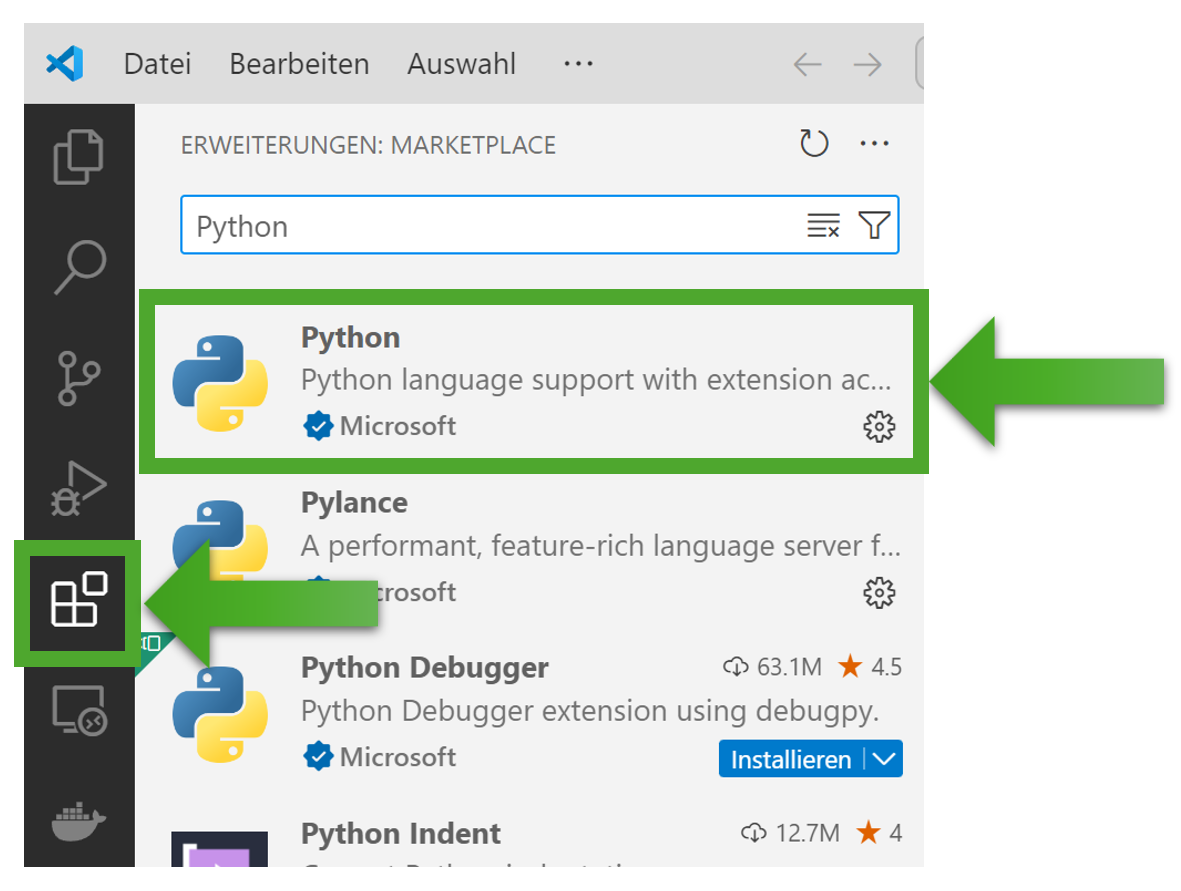 Datei Bearbeiten Auswahl ...
ERWEITERUNGEN: MARKETPLACE ...
Python
Python
Python language support with extension ac...
Microsoft
Pylance
A performant, feature-rich language server f...
crosoft
Python Debugger 63.1M 4.5
Python Debugger extension using debugpy.
Microsoft Installieren
Python Indent 12.7M 4